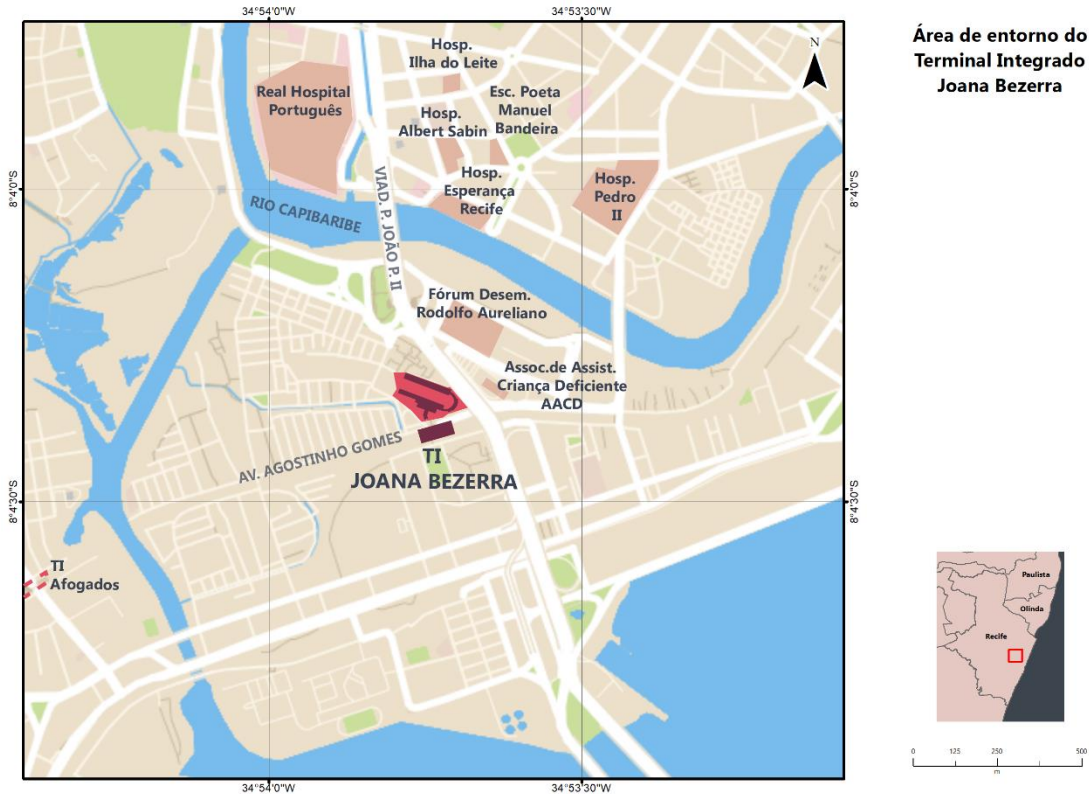 34°54'0"W
34°53'30"W
Área de entorno do
Terminal Integrado
Joana Bezerra
N
Hosp.
Ilha do Leite
Real Hospital
Português
Esc. Poeta
Manuel
Bandeira
Hosp.
Albert Sabin
Hosp.
Esperança
Recife
Hosp.
Pedro
II
8°4'0"S
8°4'0"S
VIAD. P. JOÃO P. II
RIO CAPIBARIBE
Fórum Desem.
Rodolfo Aureliano
Assoc.de Assist.
Criança Deficiente
AACD
AV. AGOSTINHO GOMES
TI
JOANA BEZERRA
8°4'30"S
8°4'30"S
TI
Afogados
Paulista
Olinda
Recife
0 125 250 500
m
34°54'0"W
34°53'30"W